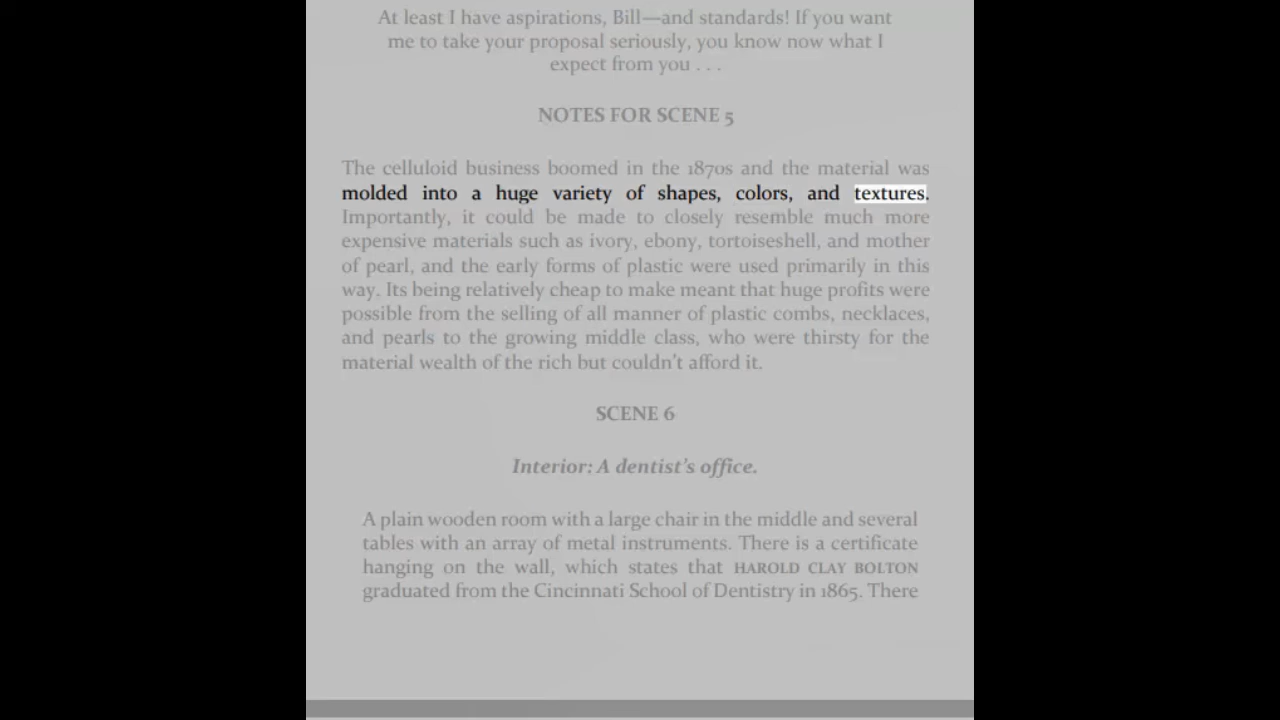 At least I have aspirations, Bill—and standards! If you want
me to take your proposal seriously, you know now what I
expect from you . . .
NOTES FOR SCENE 5
The celluloid business boomed in the 1870s and the material was
molded into a huge variety of shapes, colors, and textures.
Importantly, it could be made to closely resemble much more
expensive materials such as ivory, ebony, tortoiseshell, and mother
of pearl, and the early forms of plastic were used primarily in this
way. Its being relatively cheap to make meant that huge profits were
possible from the selling of all manner of plastic combs, necklaces,
and pearls to the growing middle class, who were thirsty for the
material wealth of the rich but couldn’t afford it.
SCENE 6
Interior: A dentist’s office.
A plain wooden room with a large chair in the middle and several
tables with an array of metal instruments. There is a certificate
hanging on the wall, which states that HAROLD CLAY BOLTON
graduated from the Cincinnati School of Dentistry in 1865. There